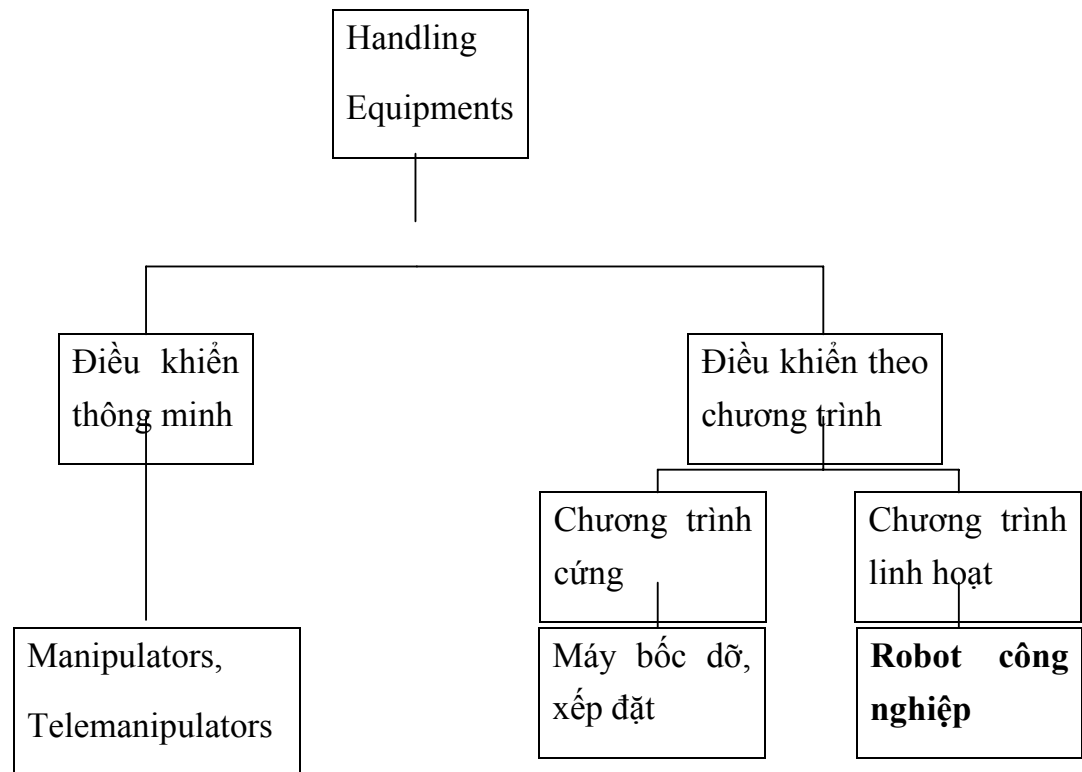 Handling
Equipments
Điều khiển
thông minh
Điều khiển theo
chương trình
Chương trình
cứng
Chương trình
linh hoạt
Manipulators,
Telemanipulators
Máy bốc dỡ,
xếp đặt
Robot công
nghiệp